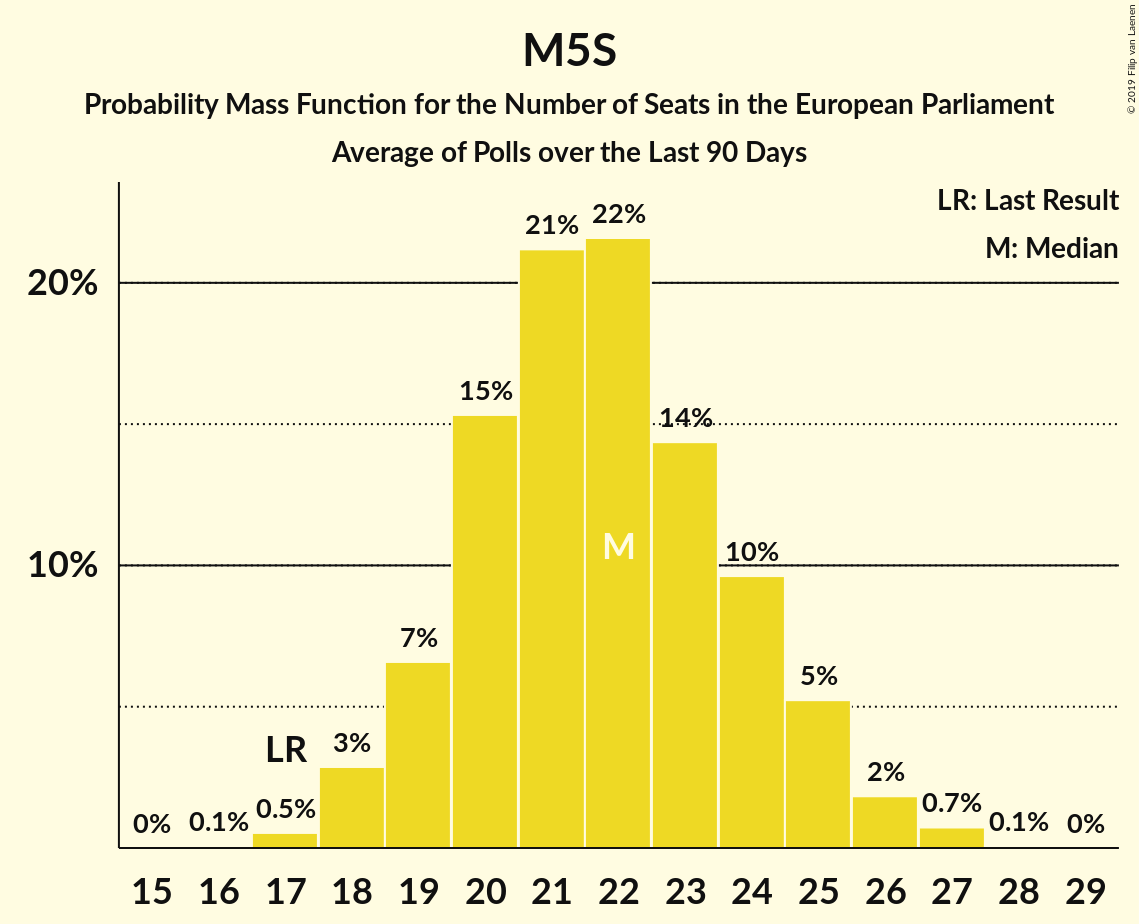 M5S
Probability Mass Function for the Number of Seats in the European Parliament
Average of Polls over the Last 90 Days
© 2019 Filip van Laenen
LR: Last Result
M: Median
20%
10%
0%
0.1%
0.5%
LR
3%
7%
15%
21%
22%
M
14%
10%
5%
2%
0.7%
0.1%
0%
15 16 17 18 19 20 21 22 23 24 25 26 27 28 29